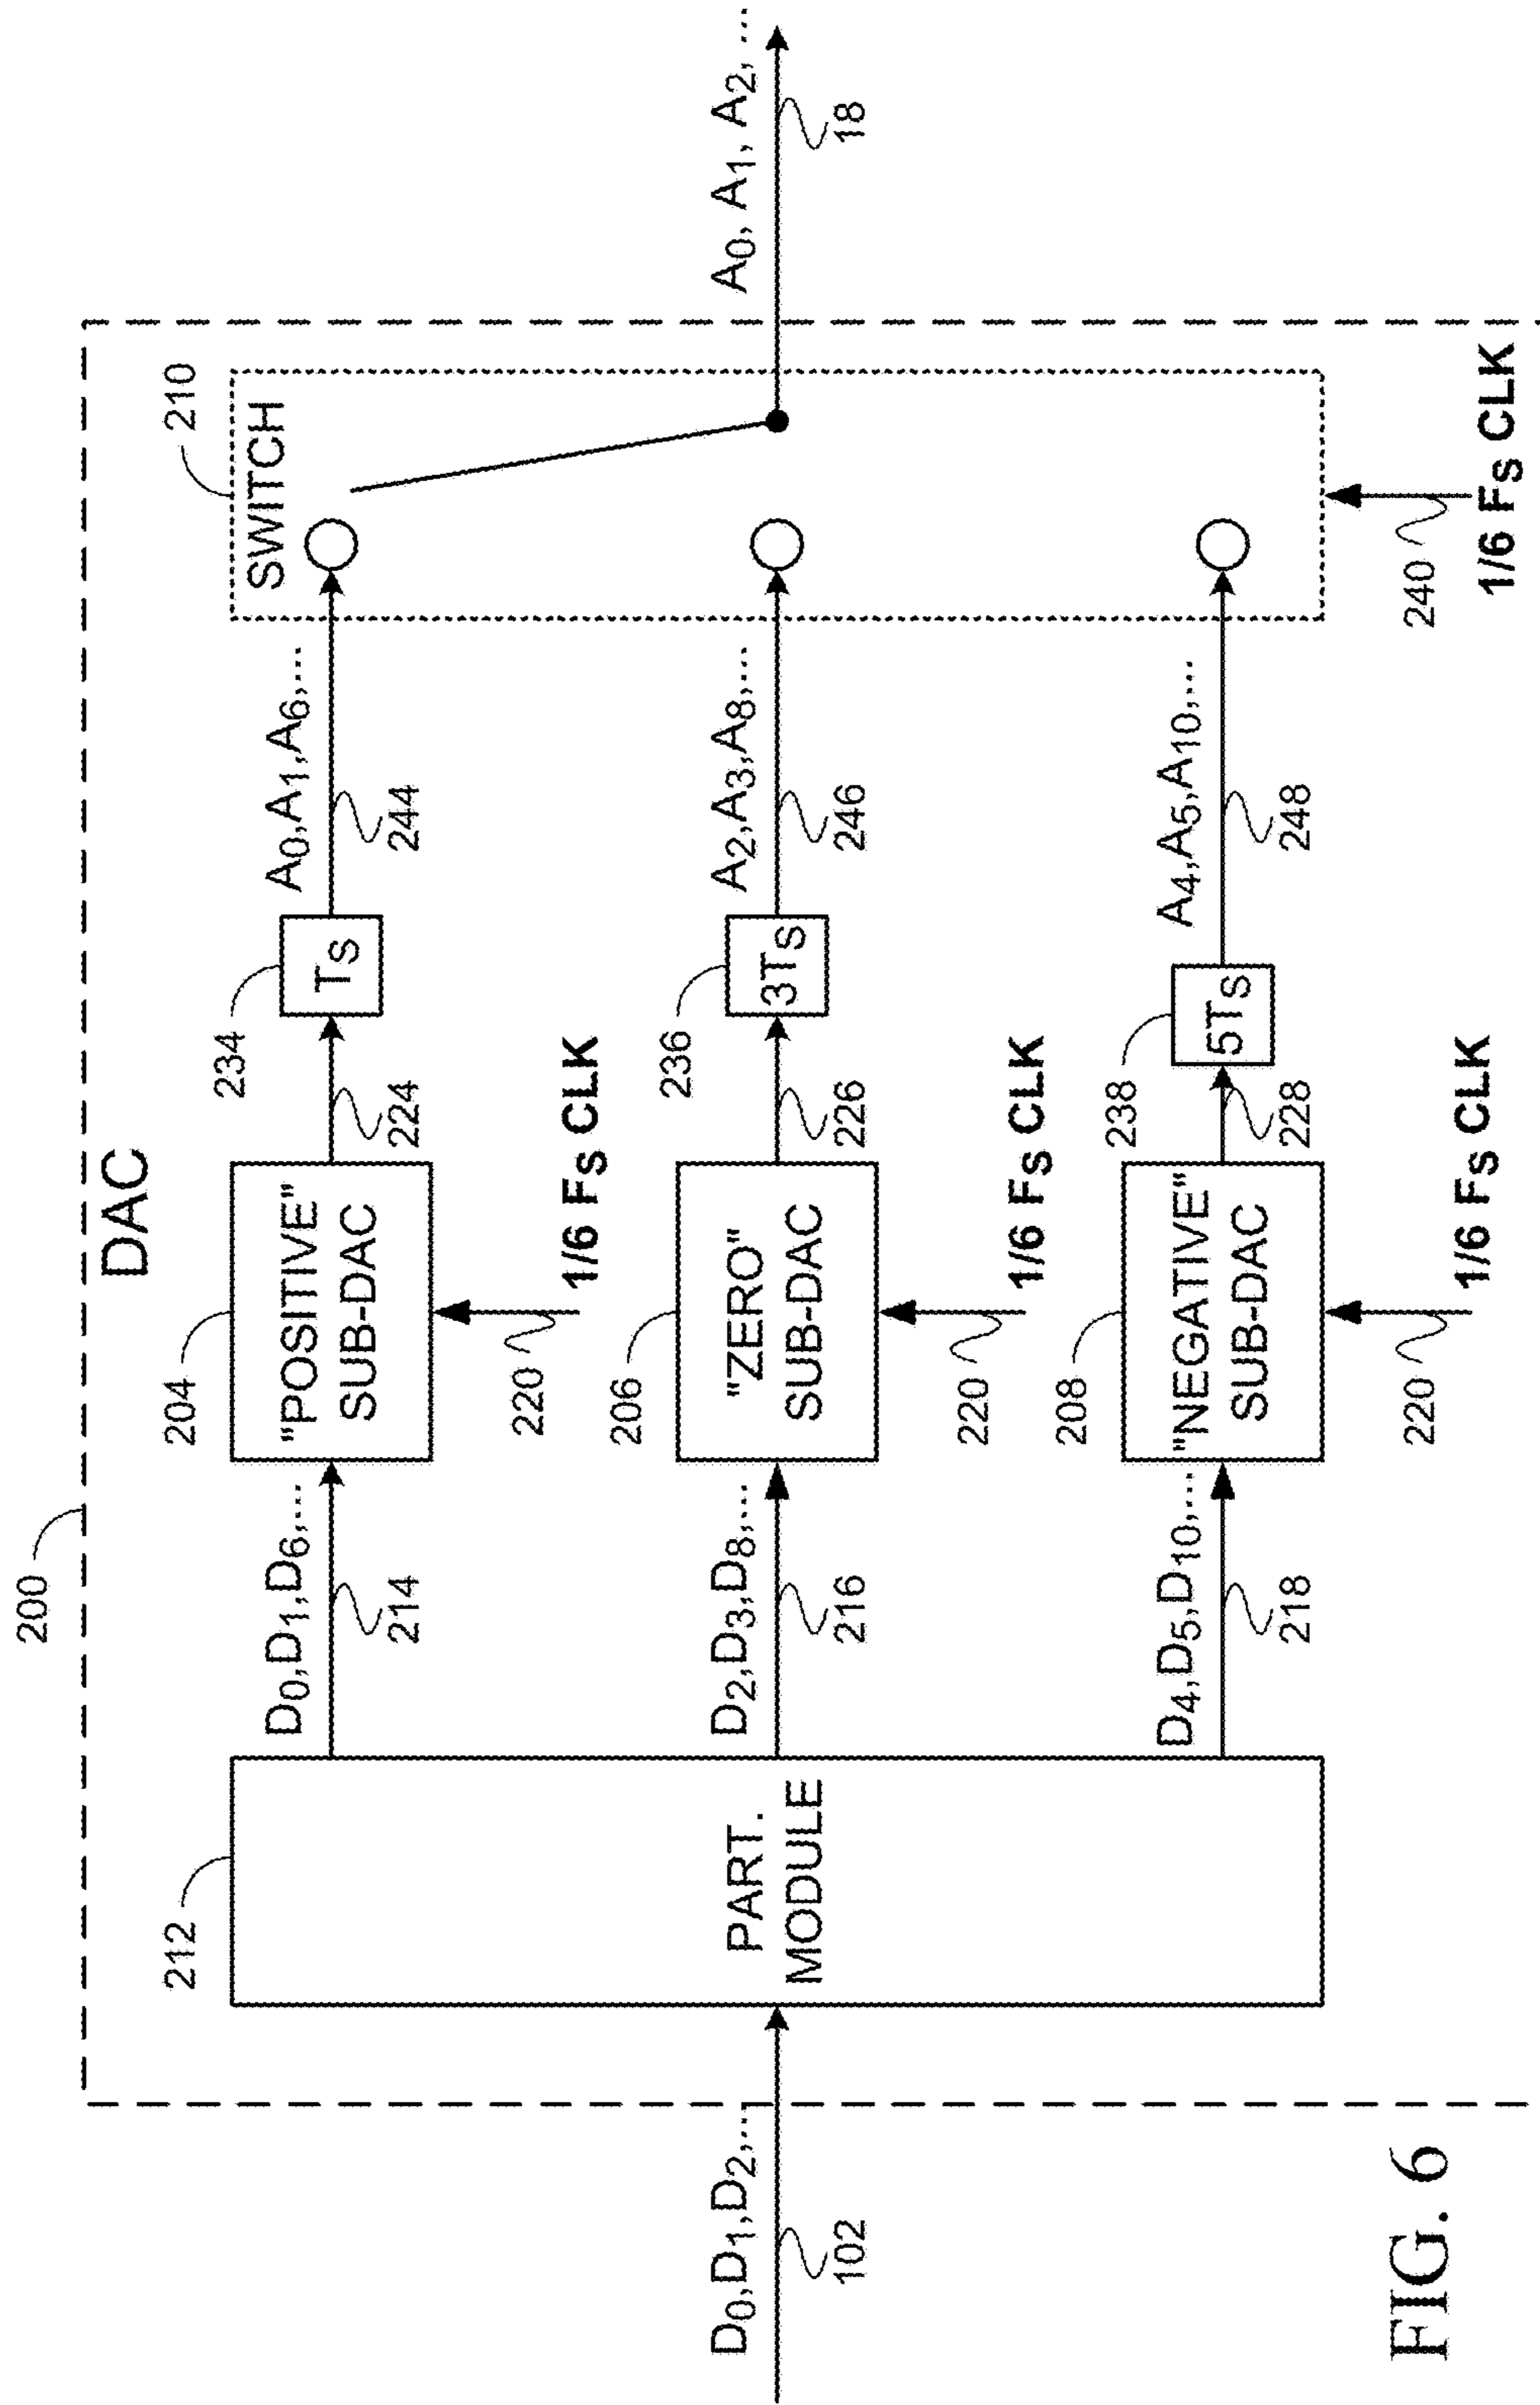 200
DAC
D0,D1,D2,...
102
212
PART.
MODULE
D0,D1,D6,...
214
204
"POSITIVE"
SUB-DAC
220
1/6 FS CLK
224
234
TS
A0,A1,A6,...
244
D2,D3,D8,...
216
206
"ZERO"
SUB-DAC
220
1/6 FS CLK
226
236
3TS
A2,A3,A8,...
246
D4,D5,D10,...
218
208
"NEGATIVE"
SUB-DAC
220
1/6 FS CLK
228
238
5TS
A4,A5,A10,...
248
210
SWITCH
240
1/6 FS CLK
A0, A1, A2, ...
18
FIG. 6